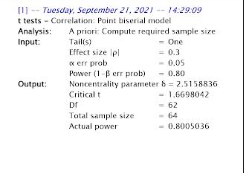 [1] -- Tuesday, September 21, 2021 -- 14:29:09
t tests - Correlation: Point biserial model
Analysis: A priori: Compute required sample size
Input: Tail(s) = One
Effect size |ρ| = 0.3
α err prob = 0.05
Power (1-β err prob) = 0.80
Output: Noncentrality parameter δ = 2.5158836
Critical t = 1.6698042
Df = 62
Total sample size = 64
Actual power = 0.8005036